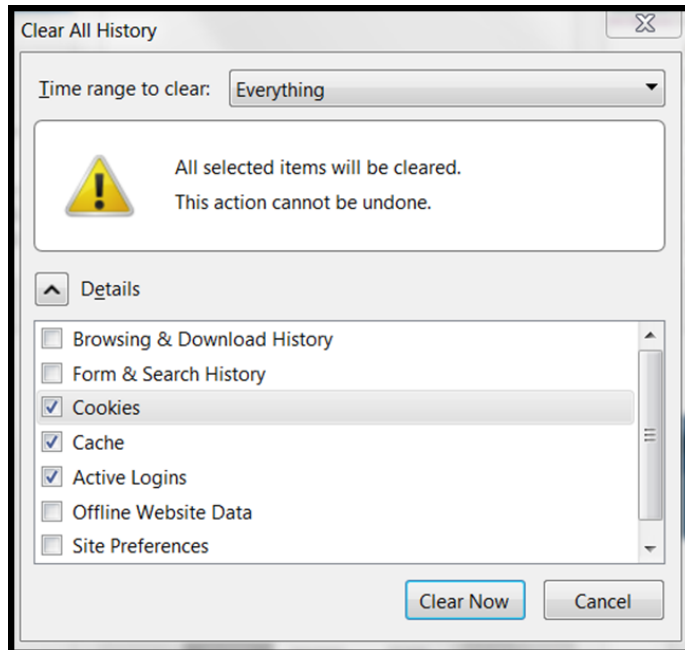 Clear All History
Time range to clear: Everything
All selected items will be cleared.
This action cannot be undone.
Details
Browsing & Download History
Form & Search History
Cookies
Cache
Active Logins
Offline Website Data
Site Preferences
Clear Now Cancel